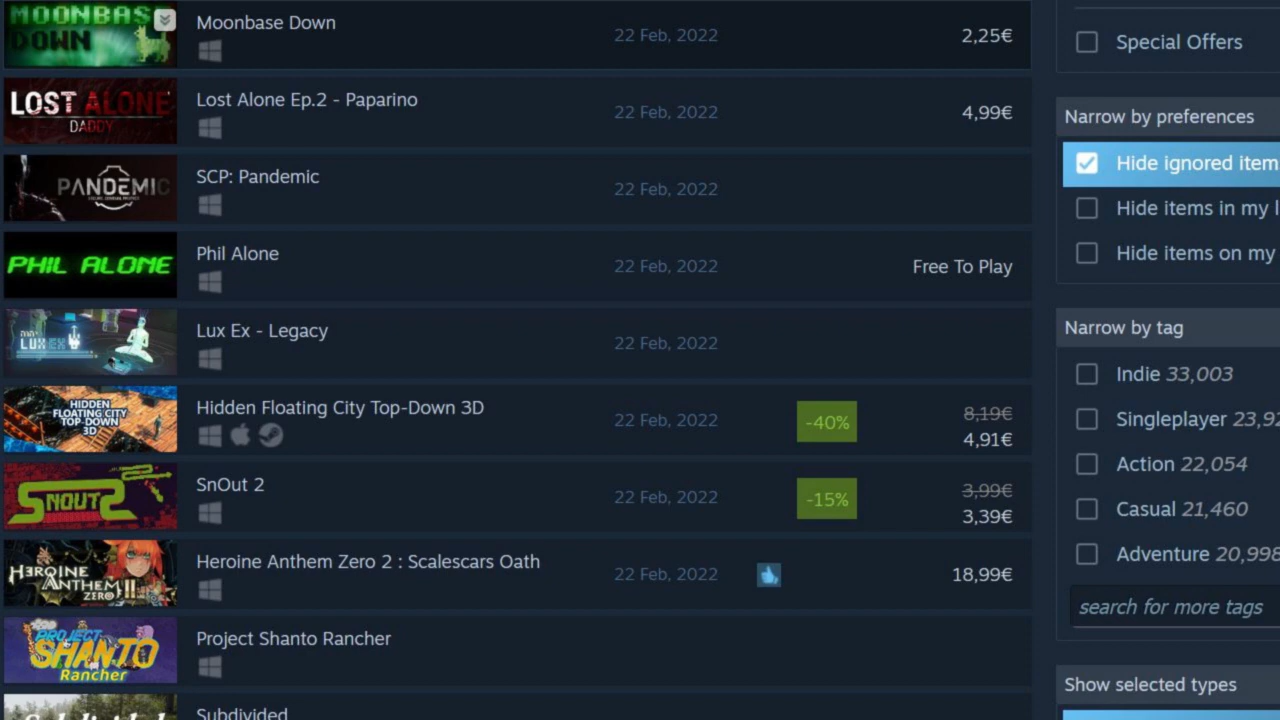 MOONBASE
DOWN
Moonbase Down
22 Feb, 2022
2,25€
LOST ALONE
DADDY
Lost Alone Ep.2 - Paparino
22 Feb, 2022
4,99€
PANDEMIC
SCP: Pandemic
22 Feb, 2022
PHIL ALONE
Phil Alone
22 Feb, 2022
Free To Play
LUX EX
Lux Ex - Legacy
22 Feb, 2022
HIDDEN
FLOATING CITY
TOP-DOWN
3D
Hidden Floating City Top-Down 3D
22 Feb, 2022
-40%
8,19€
4,91€
SNOUT2
SnOut 2
22 Feb, 2022
-15%
3,99€
3,39€
HEROINE
ANTHEM II
ZERO
Heroine Anthem Zero 2 : Scalescars Oath
22 Feb, 2022
18,99€
PROJECT
SHANTO
Rancher
Project Shanto Rancher
Subdivided
Subdivided
Special Offers
Narrow by preferences
Hide ignored item
Hide items in my l
Hide items on my
Narrow by tag
Indie 33,003
Singleplayer 23,92
Action 22,054
Casual 21,460
Adventure 20,998
search for more tags
Show selected types